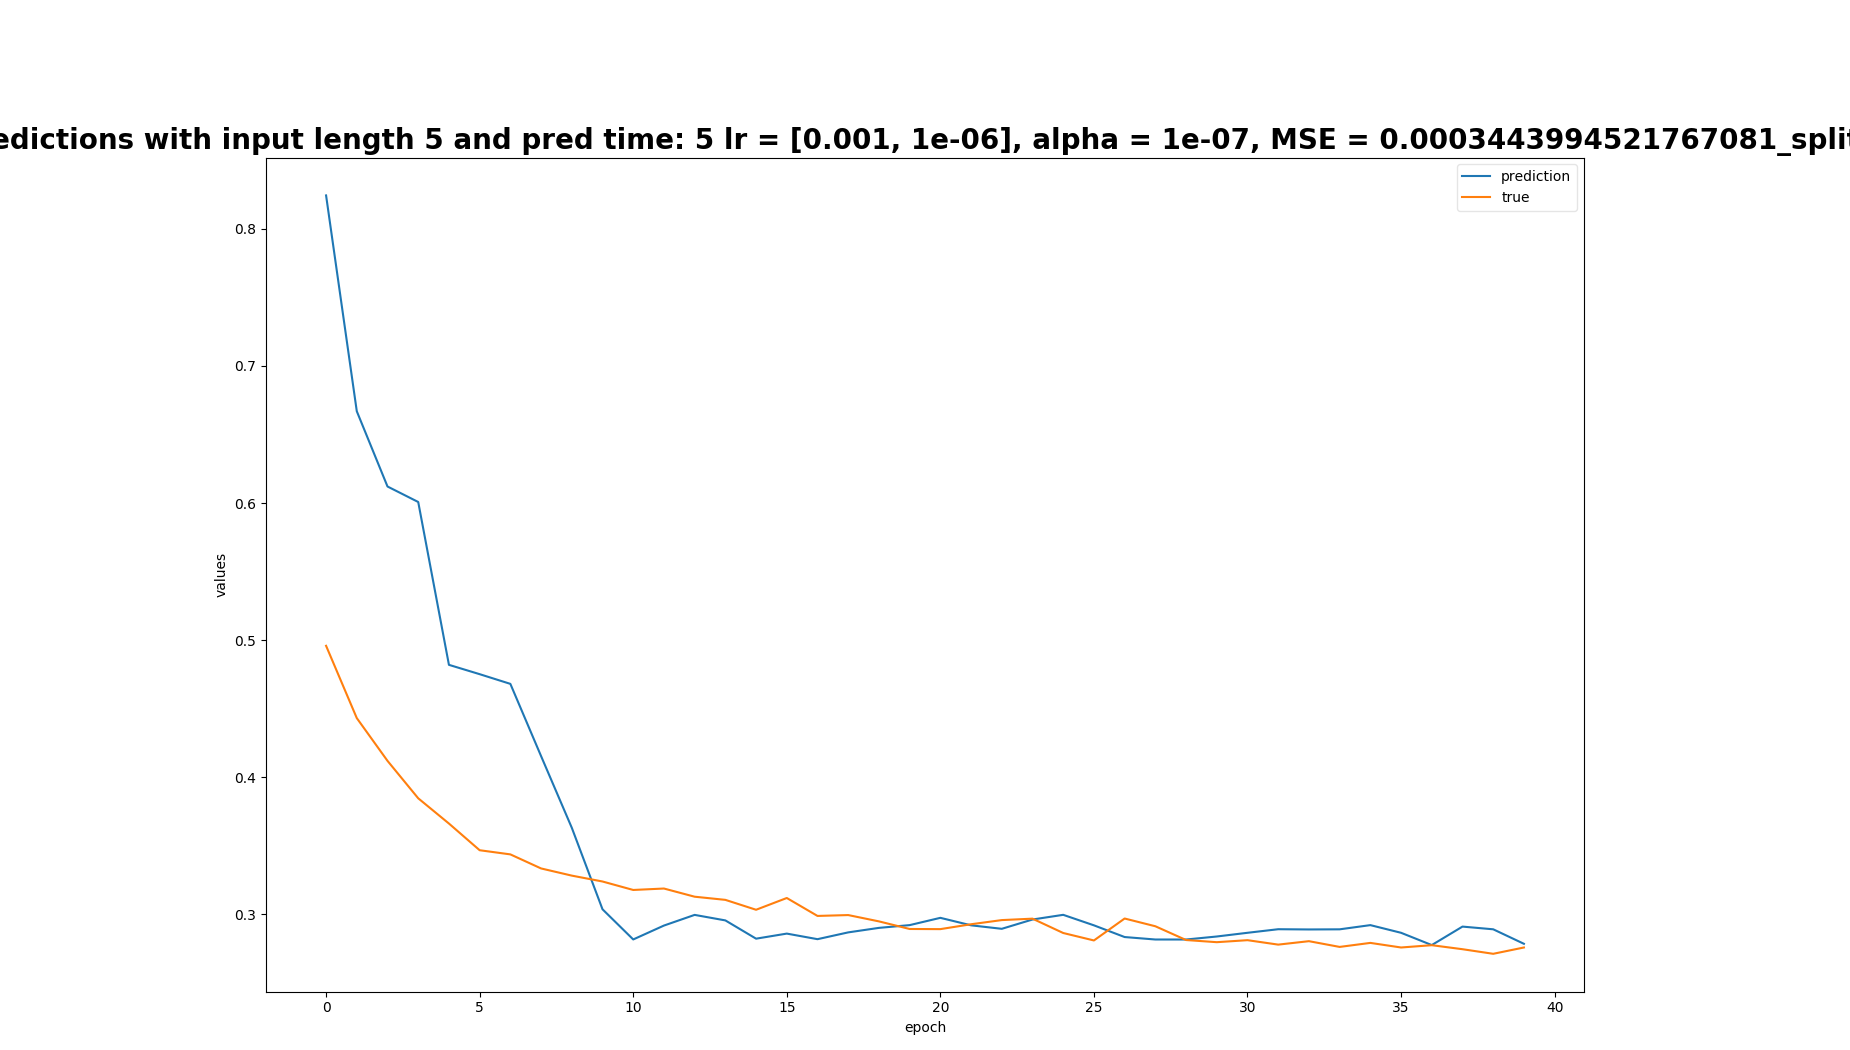 edictions with input length 5 and pred time: 5 lr = [0.001, 1e-06], alpha = 1e-07, MSE = 0.0003443994521767081_split
prediction
true
0.8
0.7
0.6
0.5
0.4
0.3
values
0 5 10 15 20 25 30 35 40
epoch